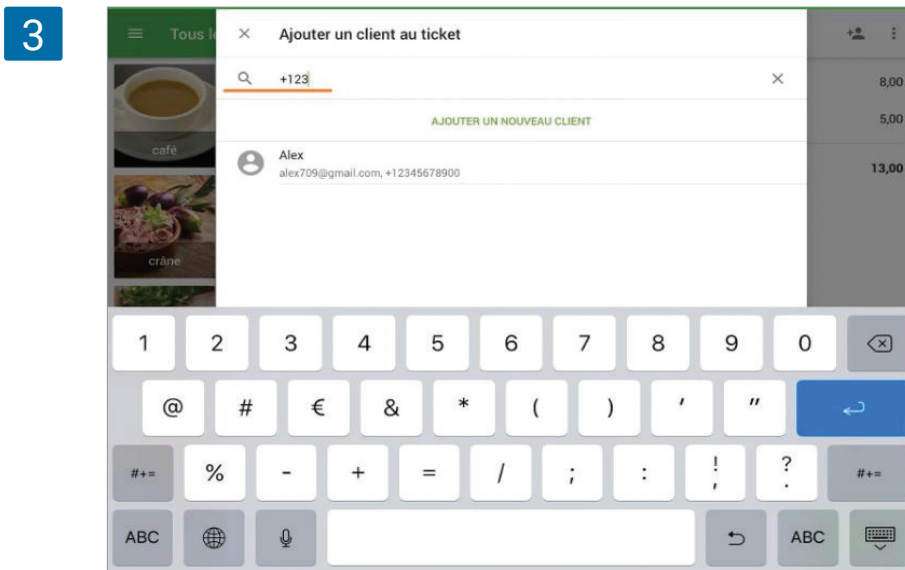 3
Tous le
Ajouter un client au ticket
+123
8,00
AJOUTER UN NOUVEAU CLIENT
5,00
café
Alex
alex709@gmail.com, +12345678900
13,00
crâne
1 2 3 4 5 6 7 8 9 0
@ # € & * ( ) ' "
#+= % - + = / ; : ! , ? . #+=
ABC ABC